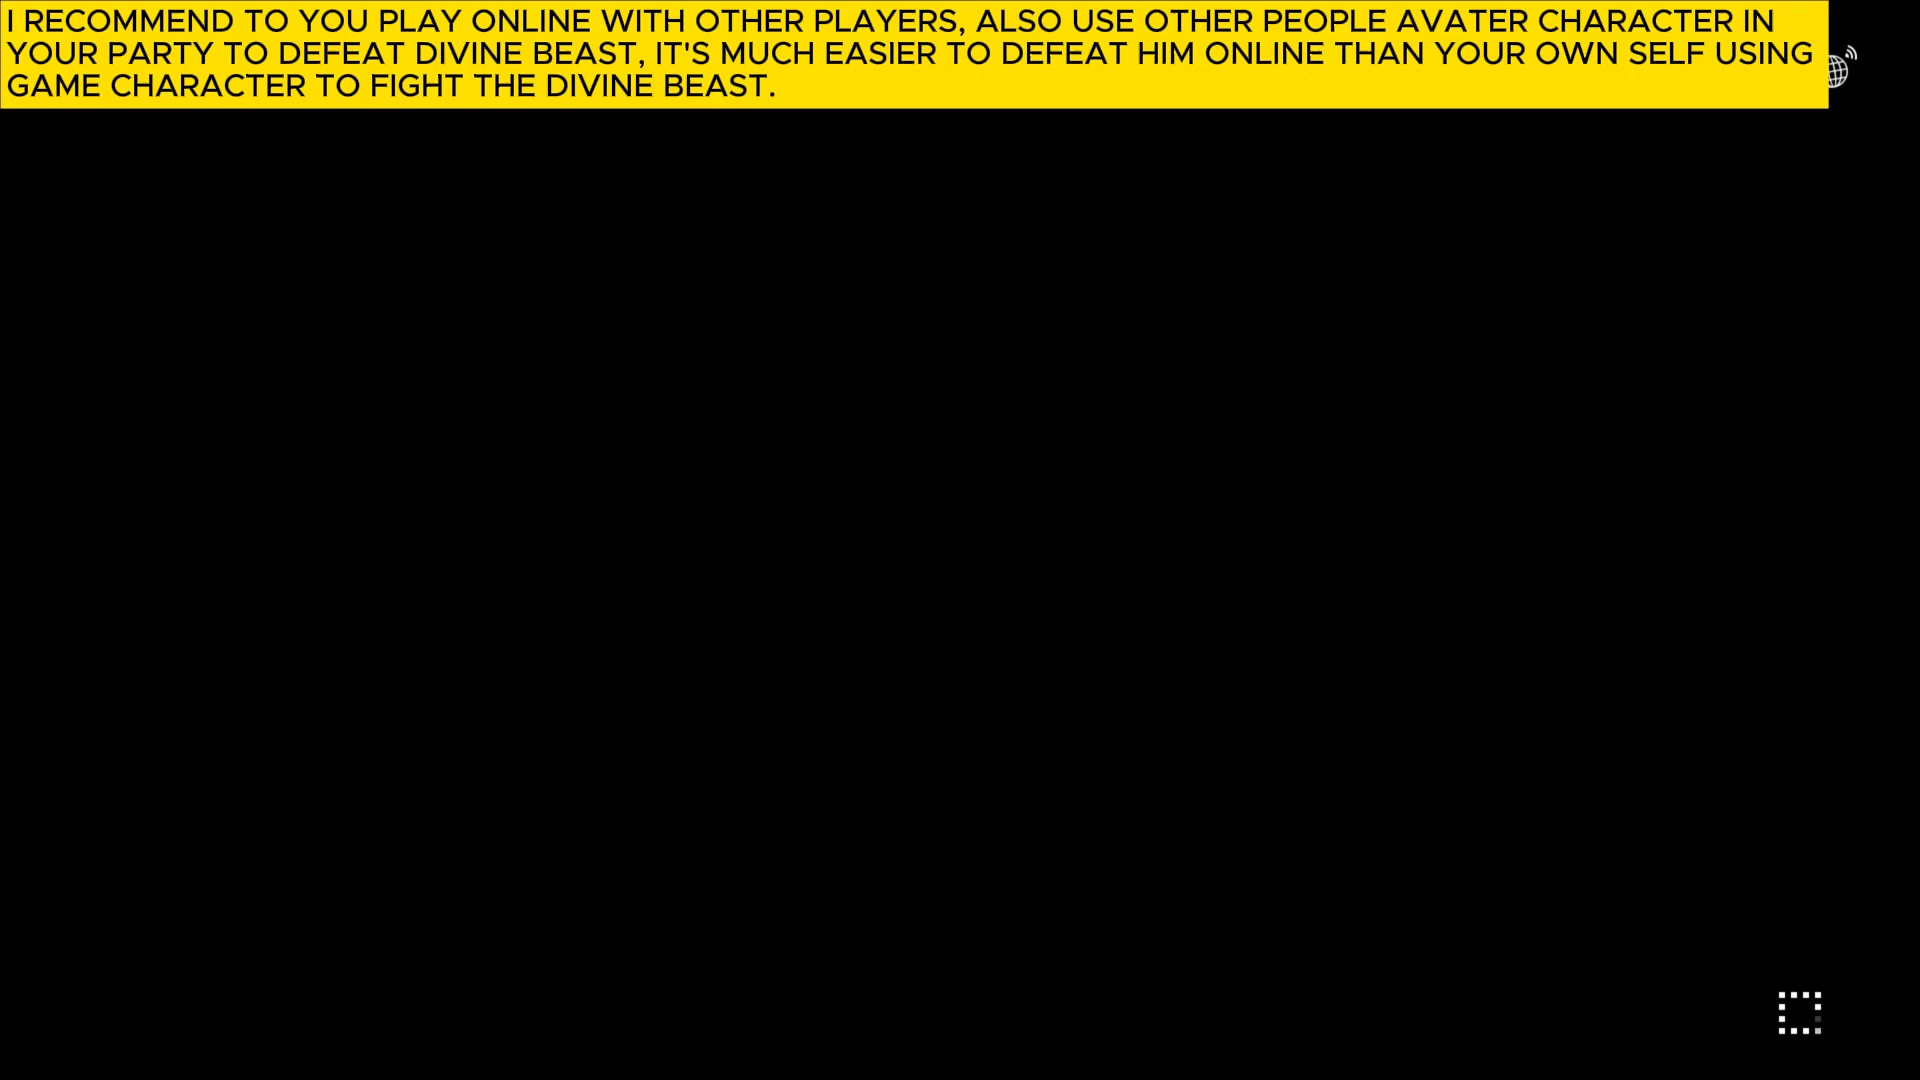 I RECOMMEND TO YOU PLAY ONLINE WITH OTHER PLAYERS, ALSO USE OTHER PEOPLE AVATER CHARACTER IN
YOUR PARTY TO DEFEAT DIVINE BEAST, IT'S MUCH EASIER TO DEFEAT HIM ONLINE THAN YOUR OWN SELF USING
GAME CHARACTER TO FIGHT THE DIVINE BEAST.